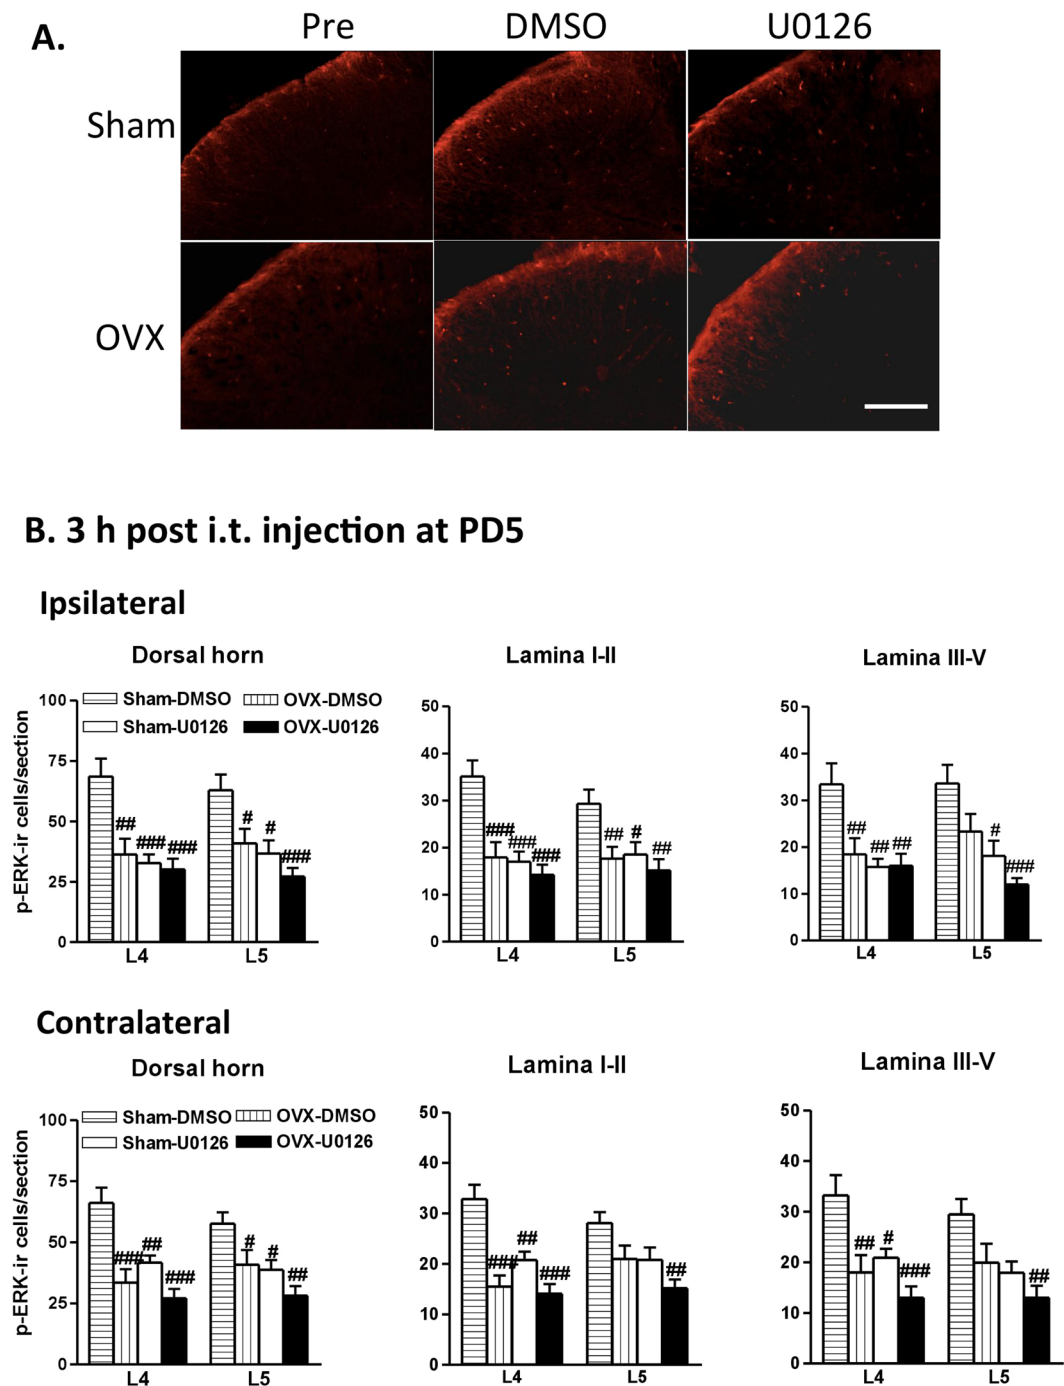 A.
Pre DMSO U0126
Sham
OVX
B. 3 h post i.t. injection at PD5
Ipsilateral
Dorsal horn Lamina I-II Lamina III-V
Sham-DMSO OVX-DMSO
Sham-U0126 OVX-U0126
p-ERK-ir cells/section
100
75
50
25
0
## ### ### # # ###
L4 L5
50
40
30
20
10
0
### ### ### ## # ##
L4 L5
50
40
30
20
10
0
## ## ## # ###
L4 L5
Contralateral
Dorsal horn Lamina I-II Lamina III-V
Sham-DMSO OVX-DMSO
Sham-U0126 OVX-U0126
p-ERK-ir cells/section
100
75
50
25
0
### ## ### # # ##
L4 L5
50
40
30
20
10
0
### ## ### ##
L4 L5
50
40
30
20
10
0
## # ### ##
L4 L5